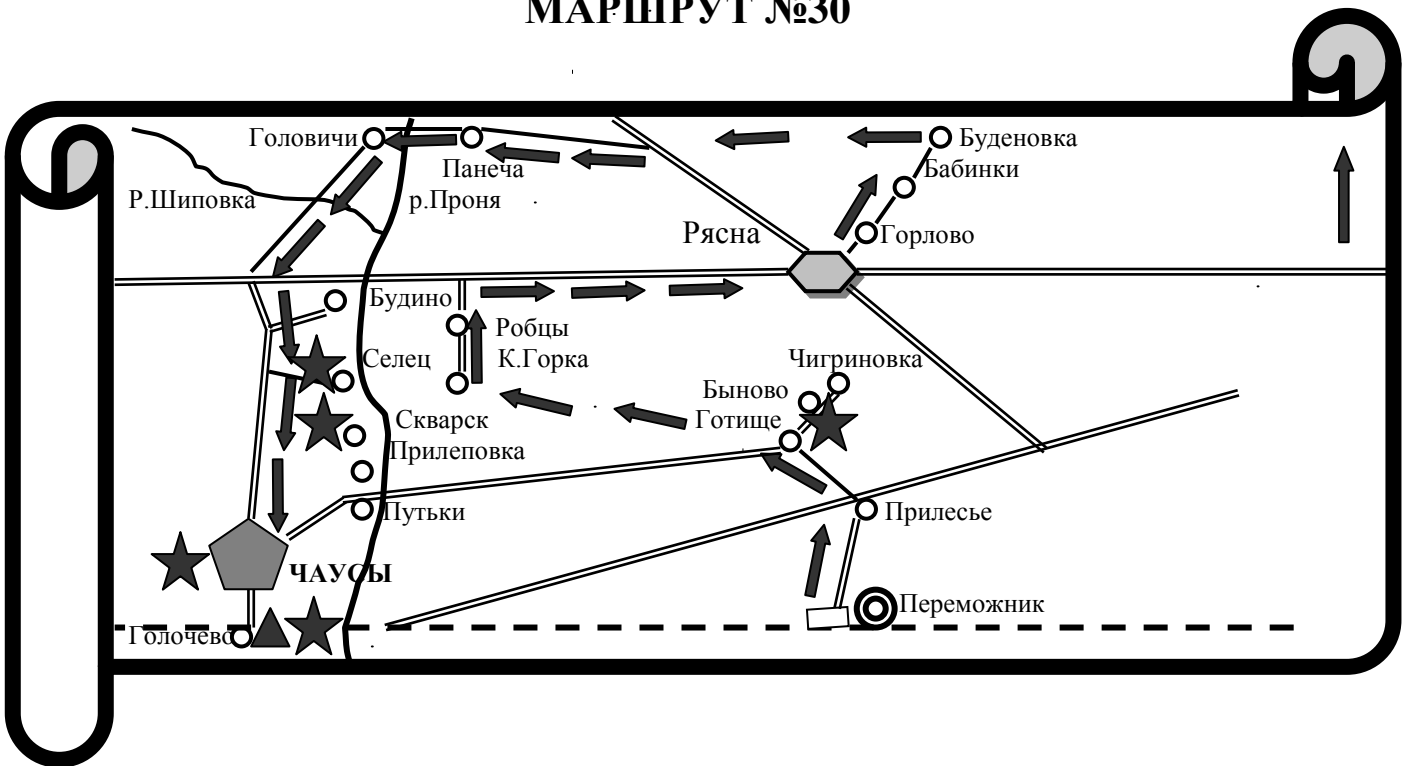 МАРШРУТ №30
Головичи
Буденовка
Панеча
Бабинки
Р.Шиповка
р.Проня
Рясна
Горлово
Будино
Робцы
Селец
К.Горка
Чигриновка
Быново
Скварск
Готище
Прилеповка
Путьки
Прилесье
ЧАУСЫ
Переможник
Голочево